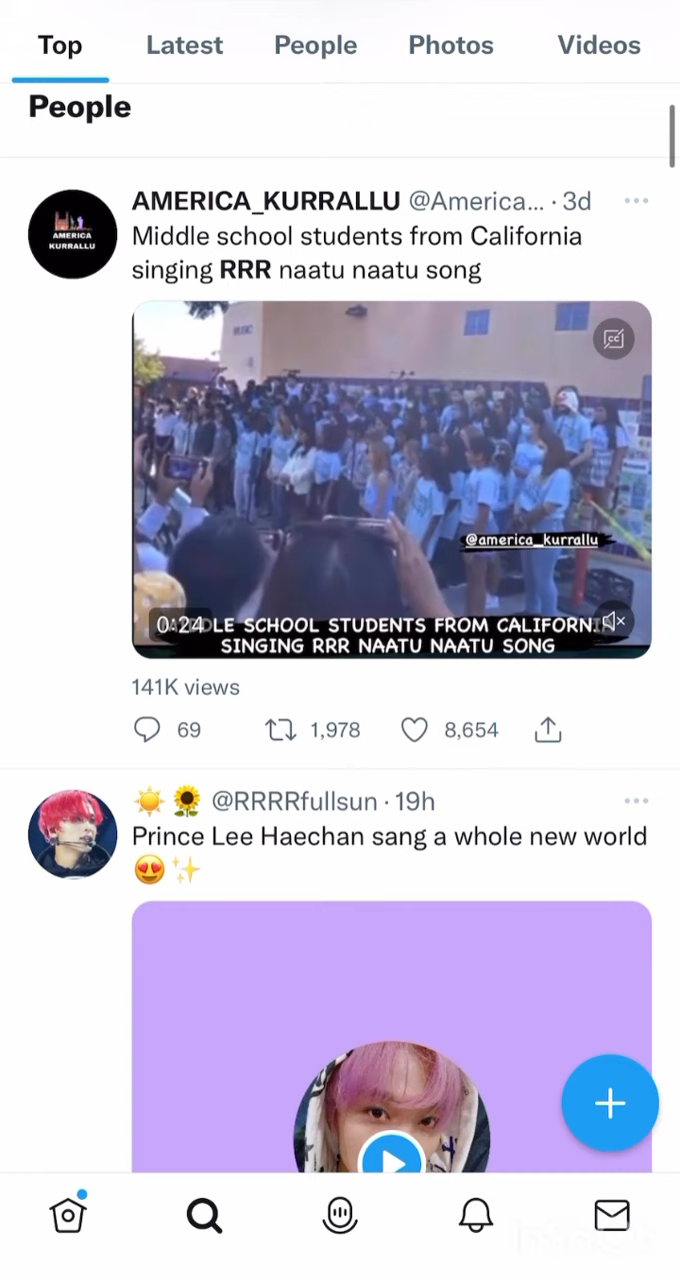 Top Latest People Photos Videos
People
AMERICA_KURRALLU @America... · 3d
AMERICA
KURRALLU
Middle school students from California
singing RRR naatu naatu song
CC
@america_kurrallu
0:24 DLE SCHOOL STUDENTS FROM CALIFORN
SINGING RRR NAATU NAATU SONG
141K views
69 1,978 8,654
@RRRRfullsun · 19h
Prince Lee Haechan sang a whole new world